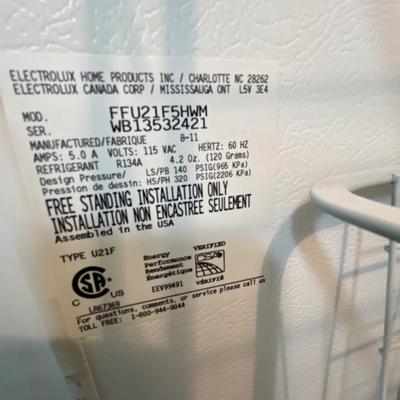 ELECTROLUX HOME PRODUCTS INC / CHARLOTTE NC 28262
ELECTROLUX CANADA CORP / MISSISSAUGA ONT L5V 3E4
MOD. FFU21F5HWM
SER. WB13532421
MANUFACTURED/FABRIQUE 8-11
AMPS: 5.0 A VOLTS: 115 VAC HERTZ: 60 HZ
REFRIGERANT R134A 4.2 Oz. (120 Grams)
Design Pressure/ LS/PB 140 PSIG(965 KPa)
Pression de dessin: HS/PH 320 PSIG(2206 KPa)
FREE STANDING INSTALLATION ONLY
INSTALLATION NON ENCASTREE SEULEMENT
Assembled in the USA
TYPE U21F
Energy VERIFIED
Performance
Rendement
Énergétique
VÉRIFIÉ
C US
EEV99491
LR67369
For questions, comments, or service please call
TOLL FREE: 1-800-944-9044